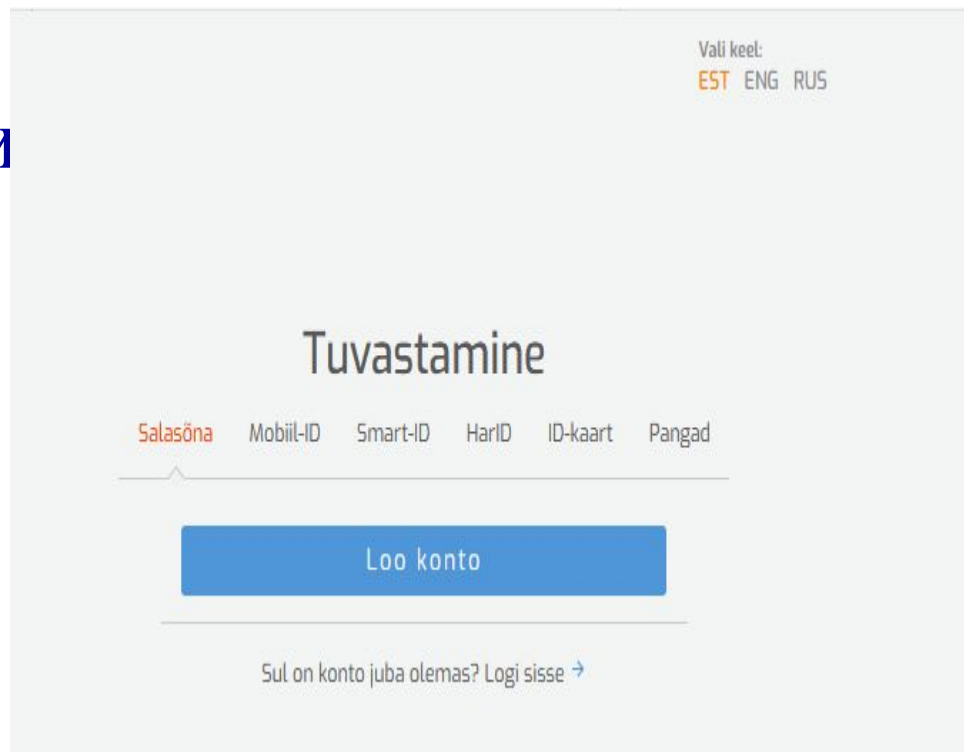 Vali keel:
EST ENG RUS
Tuvastamine
Salasõna Mobiil-ID Smart-ID HarID ID-kaart Pangad
Loo konto
Sul on konto juba olemas? Logi sisse →